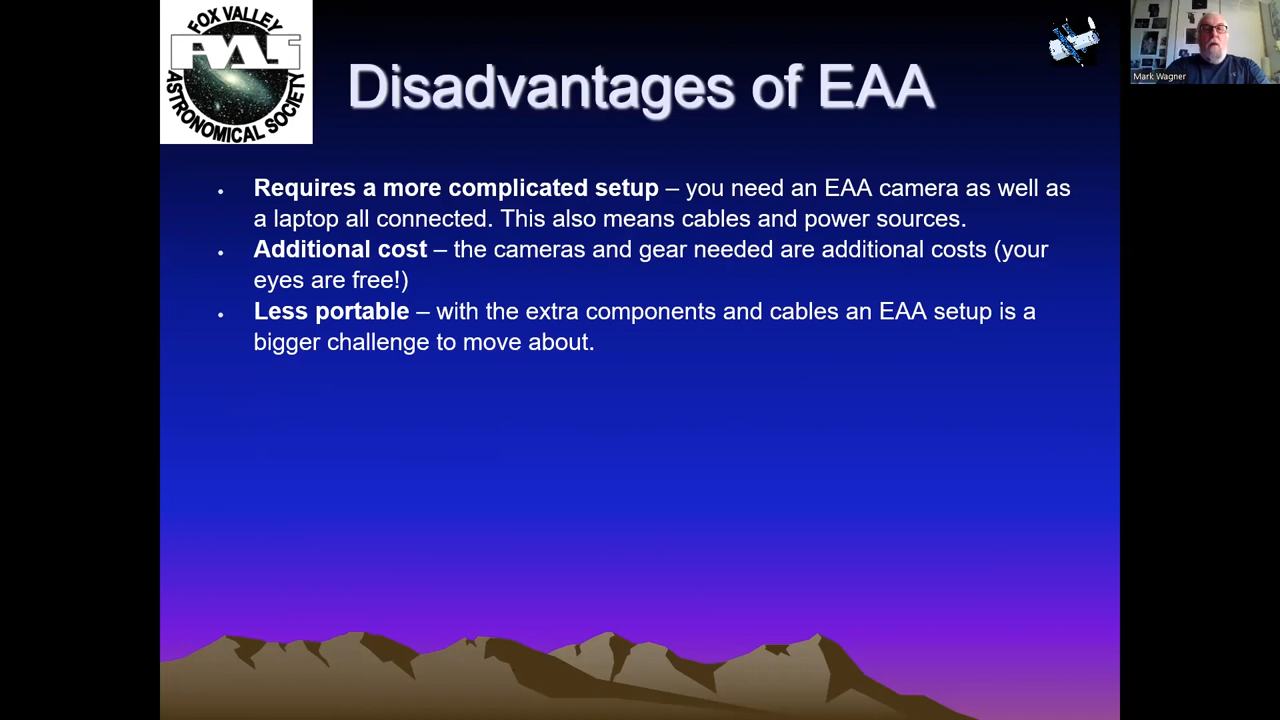 FOX VALLEY
FVAS
ASTRONOMICAL SOCIETY
Disadvantages of EAA
Mark Wagner
• Requires a more complicated setup – you need an EAA camera as well as
a laptop all connected. This also means cables and power sources.
• Additional cost – the cameras and gear needed are additional costs (your
eyes are free!)
• Less portable – with the extra components and cables an EAA setup is a
bigger challenge to move about.